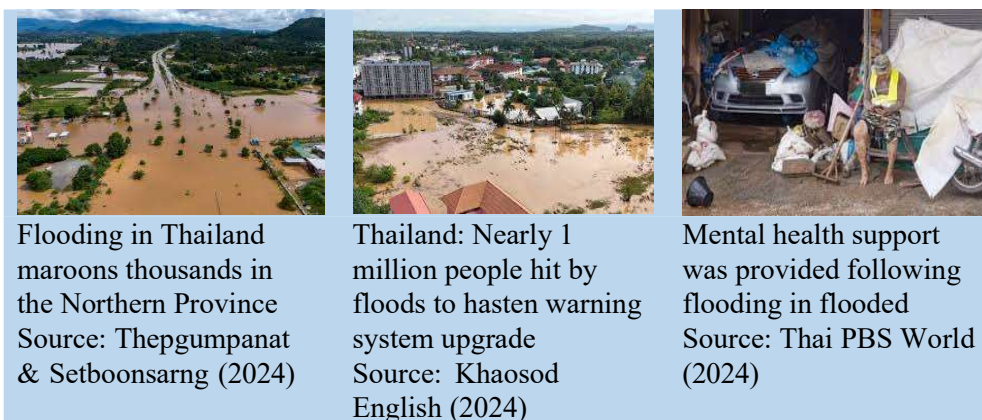 Flooding in Thailand
maroons thousands in
the Northern Province
Source: Thepgumpanat
& Setboonsarng (2024)
Thailand: Nearly 1
million people hit by
floods to hasten warning
system upgrade
Source: Khaosod
English (2024)
Mental health support
was provided following
flooding in flooded
Source: Thai PBS World
(2024)